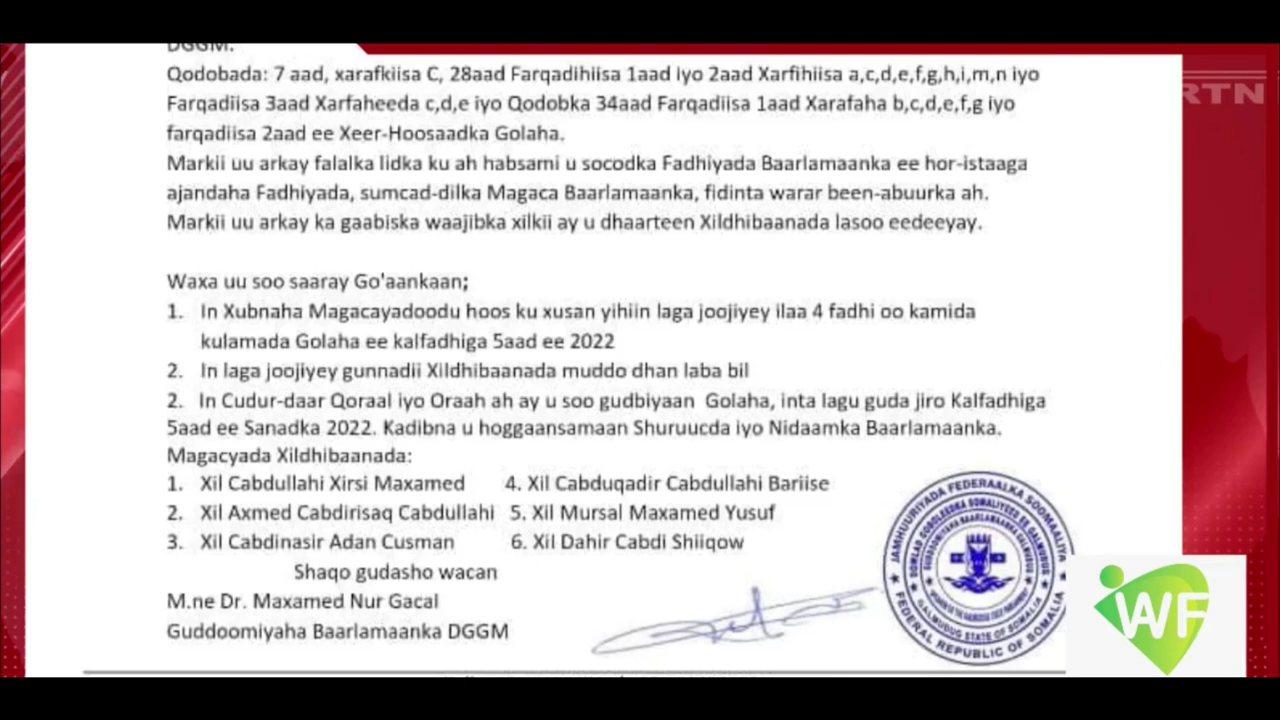 DGGM.
Qodobada: 7 aad, xarafkiisa C, 28aad Farqadihiisa 1aad iyo 2aad Xarfihiisa a,c,d,e,f,g,h,i,m,n iyo
Farqadiisa 3aad Xarfaheeda c,d,e iyo Qodobka 34aad Farqadiisa 1aad Xarafaha b,c,d,e,f,g iyo
farqadiisa 2aad ee Xeer-Hoosaadka Golaha.
Markii uu arkay falalka lidka ku ah habsami u socodka Fadhiyada Baarlamaanka ee hor-istaaga
ajandaha Fadhiyada, sumcad-dilka Magaca Baarlamaanka, fidinta warar been-abuurka ah.
Markii uu arkay ka gaabiska waajibka xilkii ay u dhaarteen Xildhibaanada lasoo eedeeyay.
Waxa uu soo saaray Go'aankaan;
1. In Xubnaha Magacayadoodu hoos ku xusan yihiin laga joojiyey ilaa 4 fadhi oo kamida
kulamada Golaha ee kalfadhiga 5aad ee 2022
2. In laga joojiyey gunnadii Xildhibaanada muddo dhan laba bil
2. In Cudur-daar Qoraal iyo Oraah ah ay u soo gudbiyaan Golaha, inta lagu guda jiro Kalfadhiga
5aad ee Sanadka 2022. Kadibna u hoggaansamaan Shuruucda iyo Nidaamka Baarlamaanka.
Magacyada Xildhibaanada:
1. Xil Cabdullahi Xirsi Maxamed 4. Xil Cabduqadir Cabdullahi Bariise
2. Xil Axmed Cabdirisaq Cabdullahi 5. Xil Mursal Maxamed Yusuf
3. Xil Cabdinasir Adan Cusman 6. Xil Dahir Cabdi Shiiqow
Shaqo gudasho wacan
M.ne Dr. Maxamed Nur Gacal
Guddoomiyaha Baarlamaanka DGGM
JAMHUURIYADA FEDERAALKA SOOMAALIYA
GALMUDUG STATE OF SOMALIA
FEDERAL REPUBLIC OF SOMALIA
RTN
WF